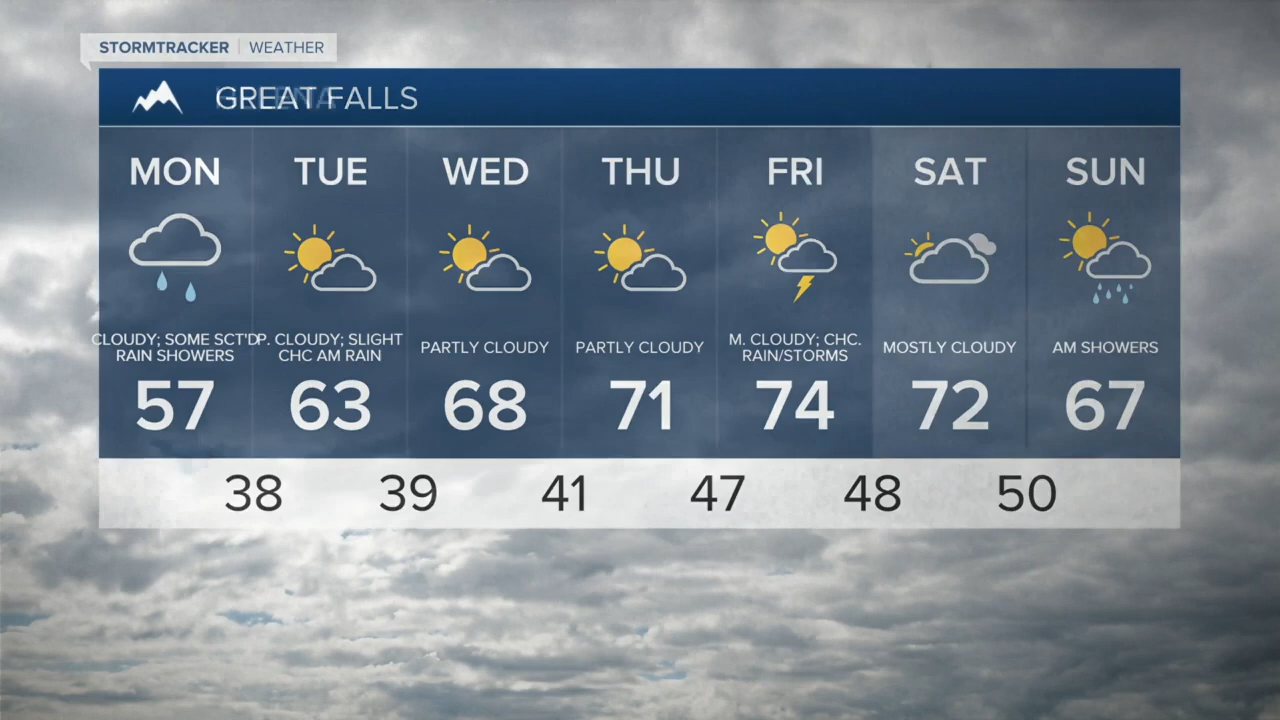 STORMTRACKER | WEATHER
GREAT FALLS
MON TUE WED THU FRI SAT SUN
CLOUDY; SOME SCT'D
RAIN SHOWERS
P. CLOUDY; SLIGHT
CHC AM RAIN
PARTLY CLOUDY
PARTLY CLOUDY
M. CLOUDY; CHC.
RAIN/STORMS
MOSTLY CLOUDY
AM SHOWERS
57 63 68 71 74 72 67
38 39 41 47 48 50